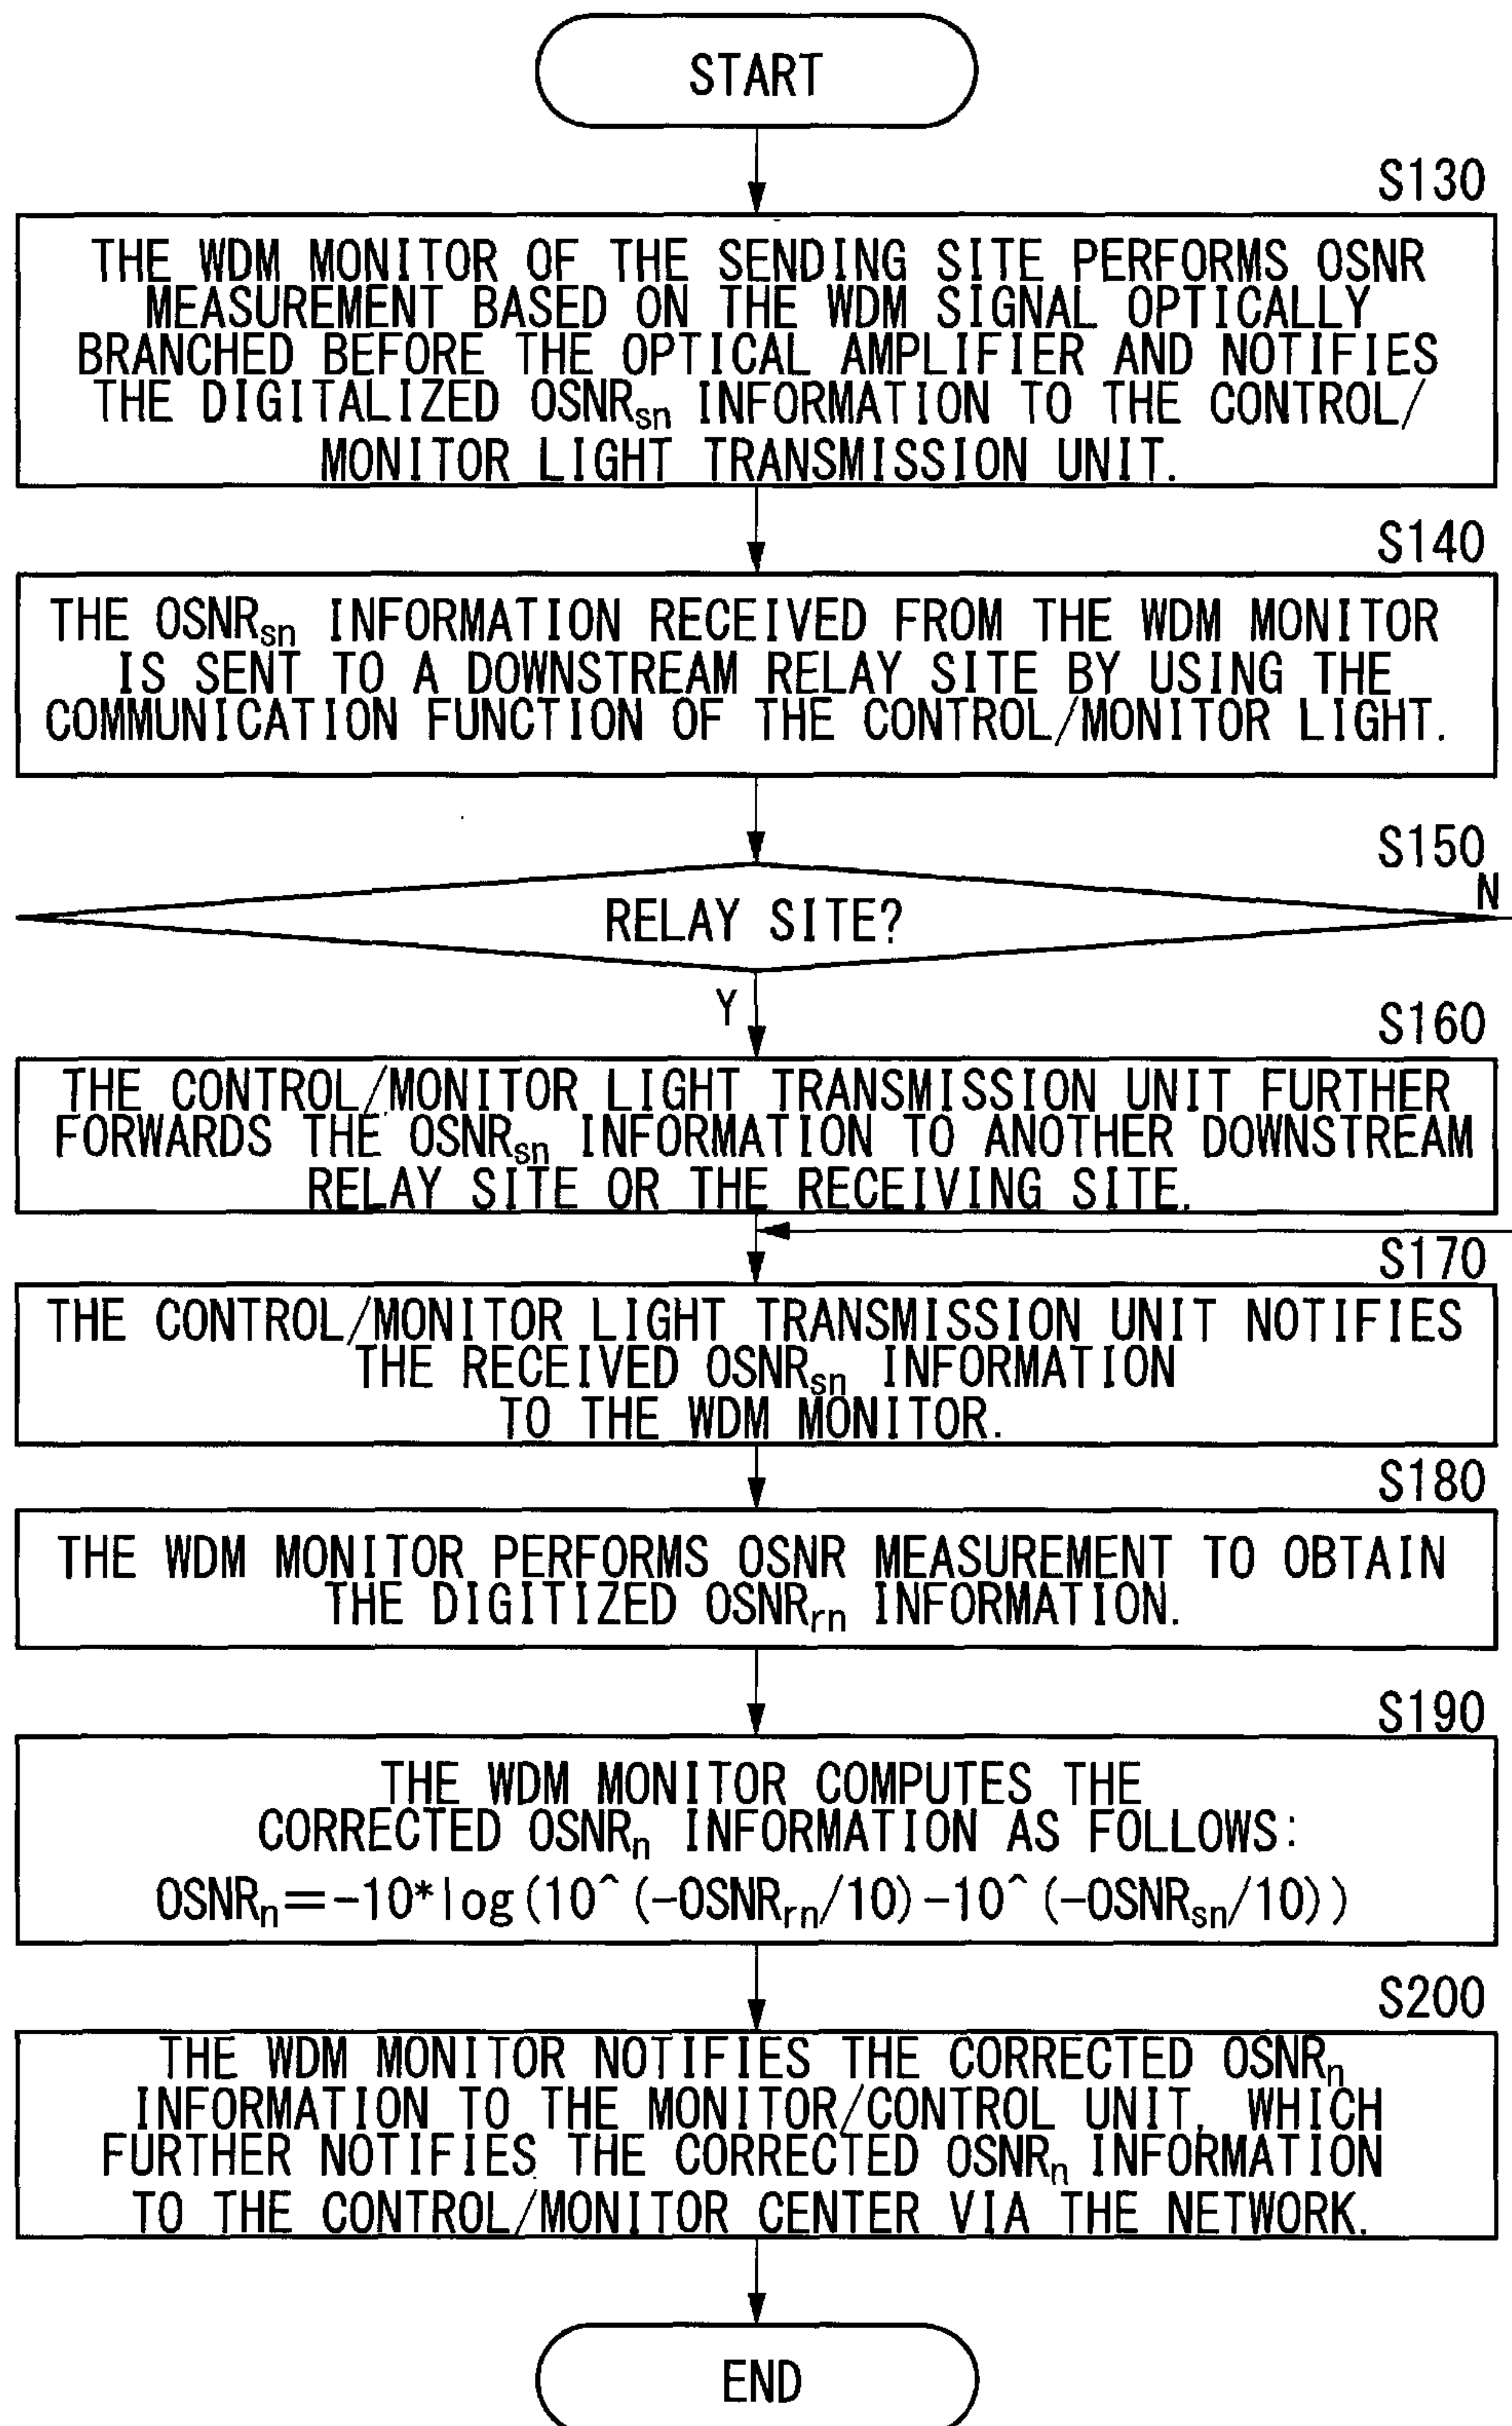 START
S130
THE WDM MONITOR OF THE SENDING SITE PERFORMS OSNR
MEASUREMENT BASED ON THE WDM SIGNAL OPTICALLY
BRANCHED BEFORE THE OPTICAL AMPLIFIER AND NOTIFIES
THE DIGITALIZED OSNRsn INFORMATION TO THE CONTROL/
MONITOR LIGHT TRANSMISSION UNIT.
S140
THE OSNRsn INFORMATION RECEIVED FROM THE WDM MONITOR
IS SENT TO A DOWNSTREAM RELAY SITE BY USING THE
COMMUNICATION FUNCTION OF THE CONTROL/MONITOR LIGHT.
S150
RELAY SITE?
N
Y
S160
THE CONTROL/MONITOR LIGHT TRANSMISSION UNIT FURTHER
FORWARDS THE OSNRsn INFORMATION TO ANOTHER DOWNSTREAM
RELAY SITE OR THE RECEIVING SITE.
S170
THE CONTROL/MONITOR LIGHT TRANSMISSION UNIT NOTIFIES
THE RECEIVED OSNRsn INFORMATION
TO THE WDM MONITOR.
S180
THE WDM MONITOR PERFORMS OSNR MEASUREMENT TO OBTAIN
THE DIGITIZED OSNRrn INFORMATION.
S190
THE WDM MONITOR COMPUTES THE
CORRECTED OSNRn INFORMATION AS FOLLOWS:
OSNRn=-10*log(10^(-OSNRrn/10)-10^(-OSNRsn/10))
S200
THE WDM MONITOR NOTIFIES THE CORRECTED OSNRn
INFORMATION TO THE MONITOR/CONTROL UNIT, WHICH
FURTHER NOTIFIES THE CORRECTED OSNRn INFORMATION
TO THE CONTROL/MONITOR CENTER VIA THE NETWORK.
END